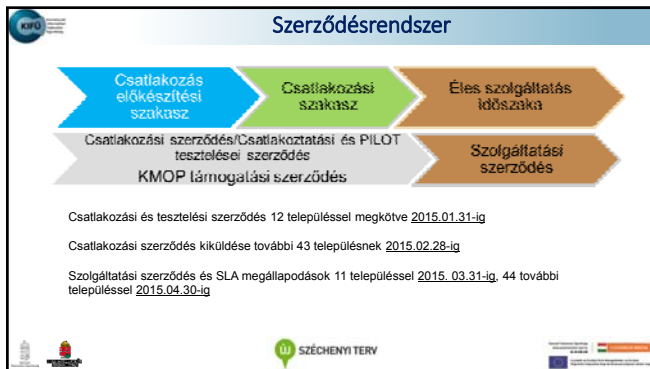 KIFÜ
Szerződésrendszer
Csatlakozás
előkészítési
szakasz
Csatlakozási
szakasz
Éles szolgáltatás
időszaka
Csatlakozási szerződés/Csatlakoztatási és PILOT
tesztelései szerződés
KMOP támogatási szerződés
Szolgáltatási
szerződés
Csatlakozási és tesztelési szerződés 12 településsel megkötve 2015.01.31-ig
Csatlakozási szerződés kiküldése további 43 településnek 2015.02.28-ig
Szolgáltatási szerződés és SLA megállapodások 11 településsel 2015. 03.31-ig, 44 további
településsel 2015.04.30-ig
ÚJ SZÉCHENYI TERV